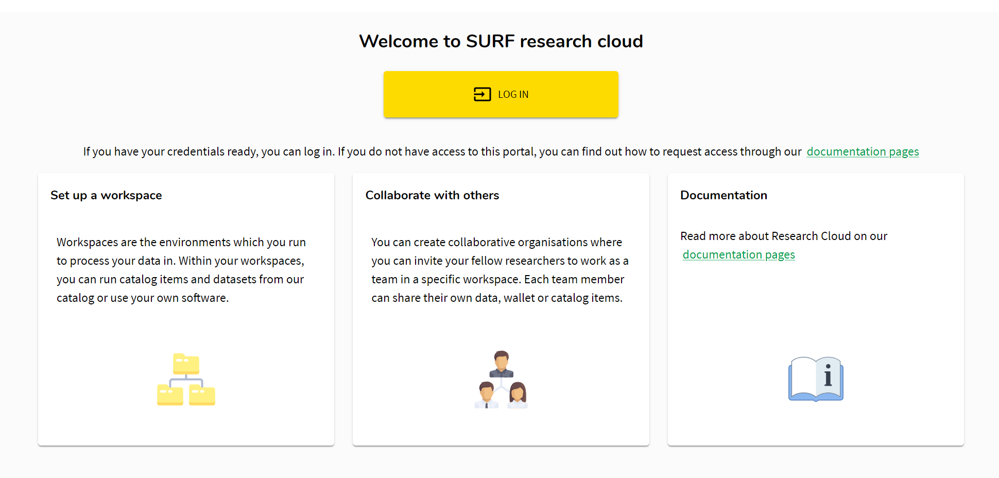 Welcome to SURF research cloud
LOG IN
If you have your credentials ready, you can log in. If you do not have access to this portal, you can find out how to request access through our documentation pages
Set up a workspace
Workspaces are the environments which you run
to process your data in. Within your workspaces,
you can run catalog items and datasets from our
catalog or use your own software.
Collaborate with others
You can create collaborative organisations where
you can invite your fellow researchers to work as a
team in a specific workspace. Each team member
can share their own data, wallet or catalog items.
Documentation
Read more about Research Cloud on our
documentation pages
i